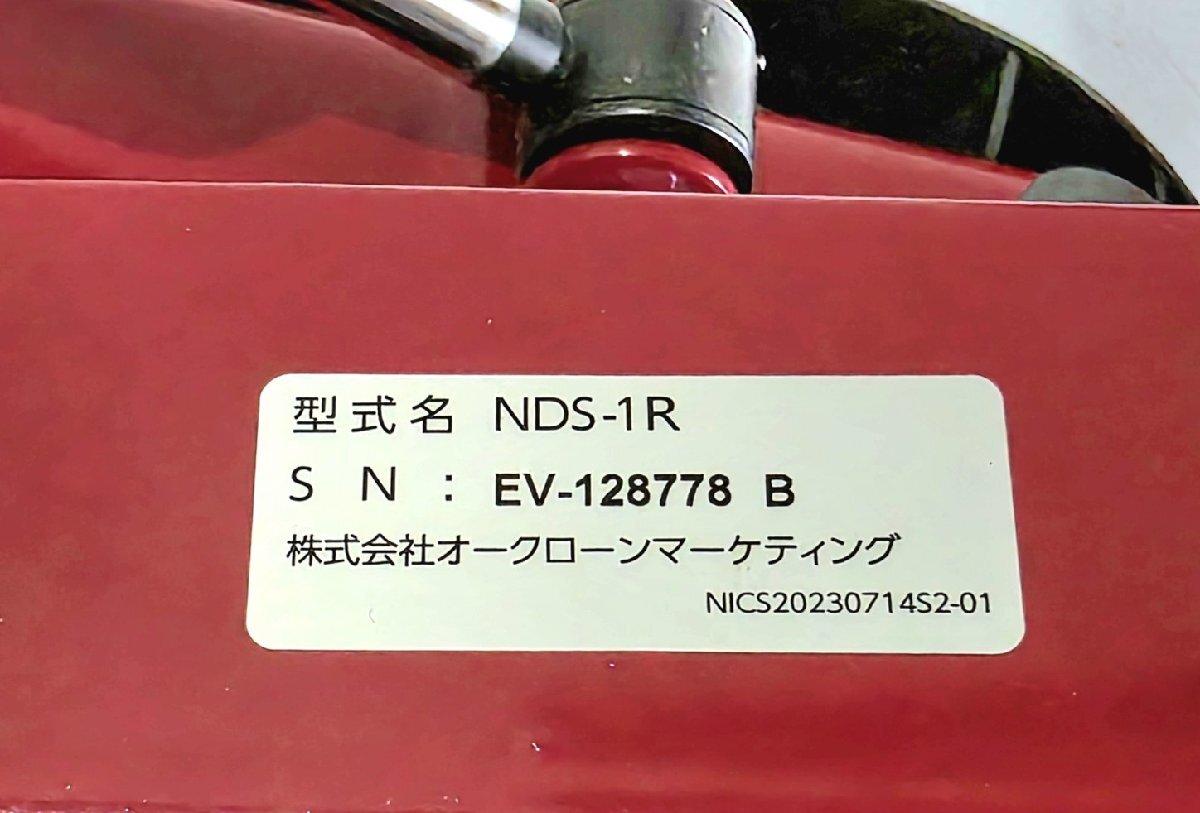 型式名 NDS-1R
S N : EV-128778 B
株式会社オークローンマーケティング
NICS20230714S2-01